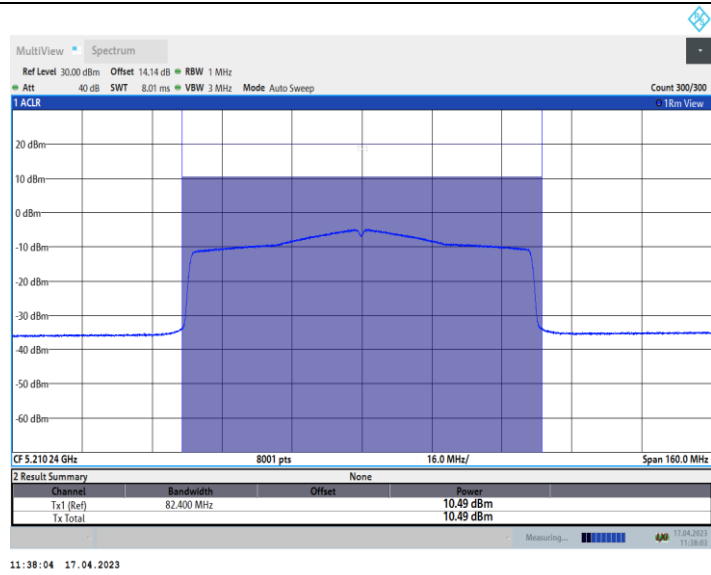 MultiView Spectrum
Ref Level 30.00 dBm Offset 14.14 dB RBW 1 MHz
Att 40 dB SWT 8.01 ms VBW 3 MHz Mode Auto Sweep Count 300/300
1 ACLR 1Rm View
20 dBm
10 dBm
0 dBm
-10 dBm
-20 dBm
-30 dBm
-40 dBm
-50 dBm
-60 dBm
CF 5.21024 GHz 8001 pts 16.0 MHz/ Span 160.0 MHz
2 Result Summary None
Channel Bandwidth Offset Power
Tx1 (Ref) 82.400 MHz 10.49 dBm
Tx Total 10.49 dBm
Measuring... 17.04.2023
11:38:03
11:38:04 17.04.2023